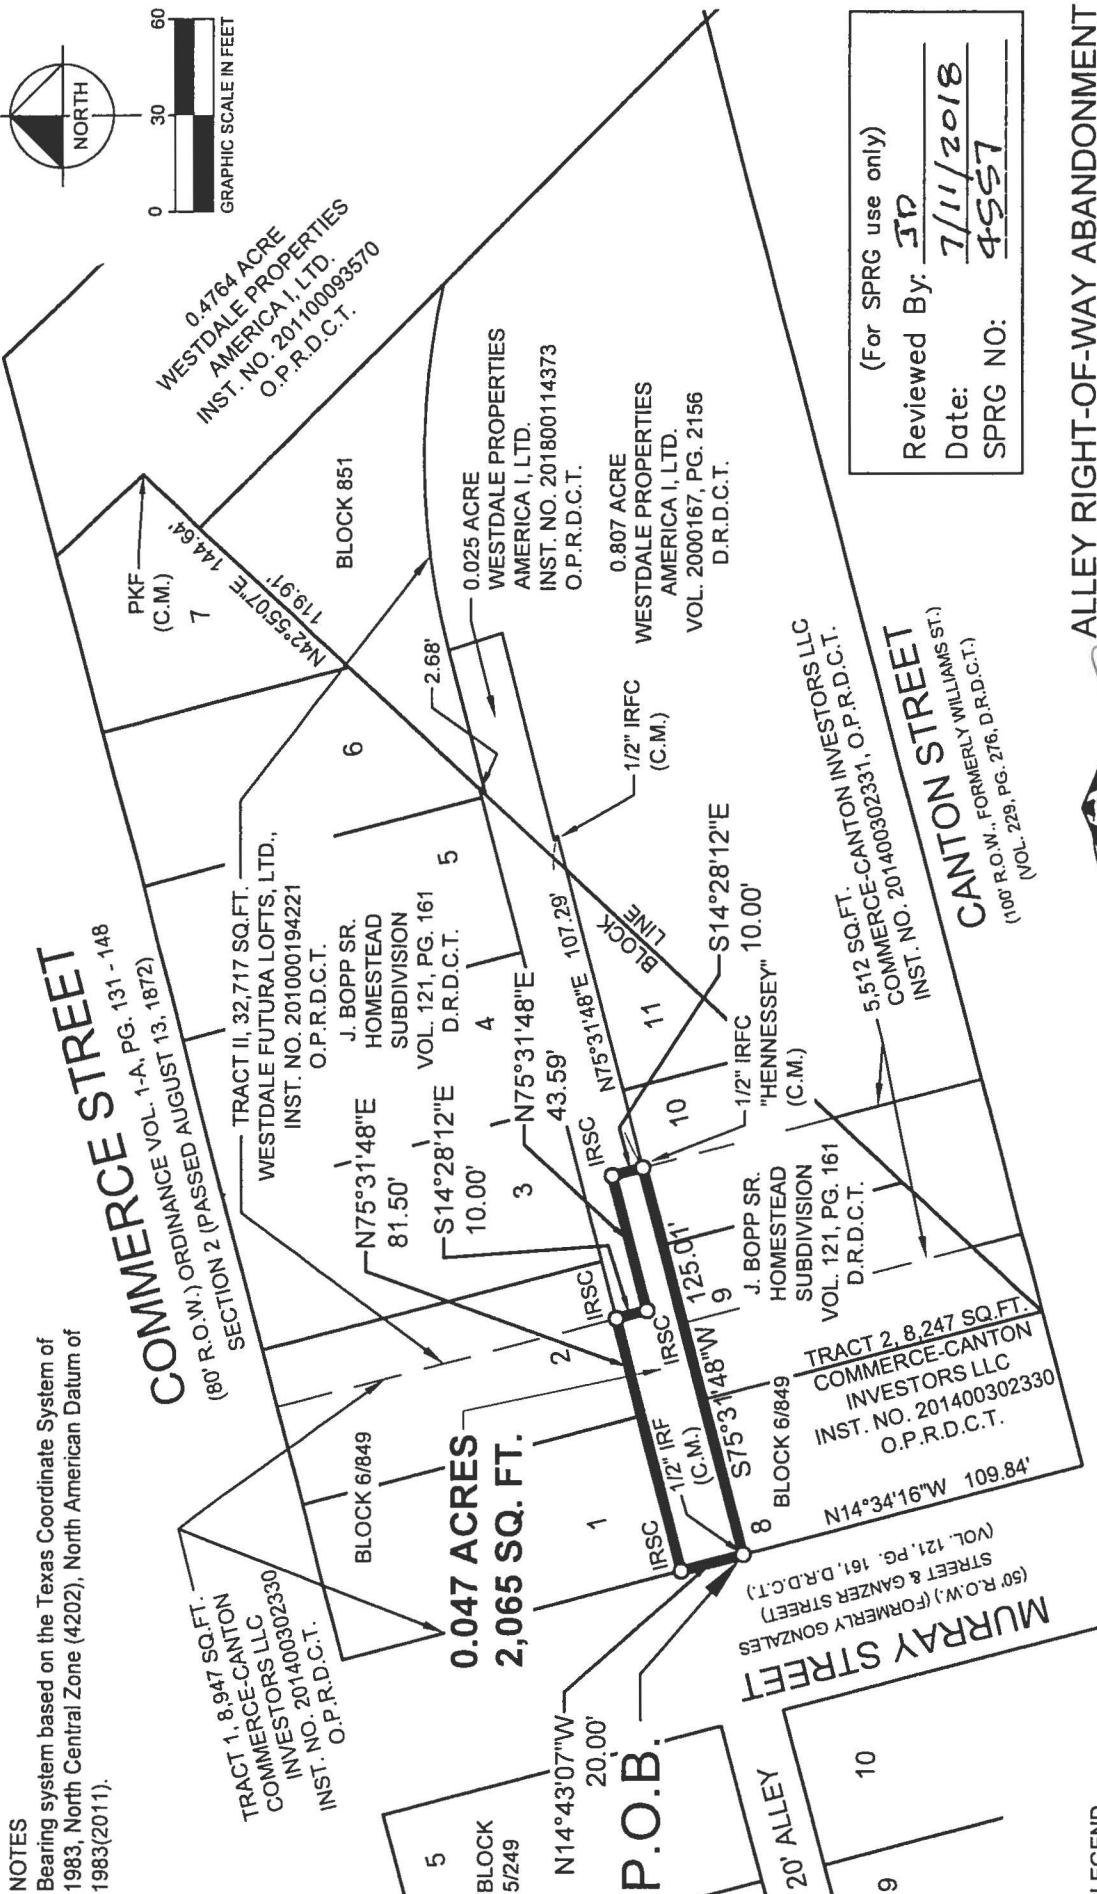 NOTES
Bearing system based on the Texas Coordinate System of
1983, North Central Zone (4202), North American Datum of
1983(2011).
COMMERCE STREET
(80' R.O.W.) ORDINANCE VOL. 1-A, PG. 131 - 148
SECTION 2 (PASSED AUGUST 13, 1872)
NORTH
0 30 60
GRAPHIC SCALE IN FEET
TRACT 1, 8,947 SQ.FT.
COMMERCE-CANTON
INVESTORS LLC
INST. NO. 201400302330
O.P.R.D.C.T.
TRACT II, 32,717 SQ.FT.
WESTDALE FUTURA LOFTS, LTD.,
INST. NO. 201000194221
O.P.R.D.C.T.
J. BOPP SR.
HOMESTEAD
SUBDIVISION
VOL. 121, PG. 161
D.R.D.C.T.
0.4764 ACRE
WESTDALE PROPERTIES
AMERICA I, LTD.
INST. NO. 201100093570
O.P.R.D.C.T.
PKF
(C.M.)
7
N42°55'07"E 144.64'
119.91'
BLOCK 851
6
5
4
3
2
1
2.68'
0.025 ACRE
WESTDALE PROPERTIES
AMERICA I, LTD.
INST. NO. 201800114373
O.P.R.D.C.T.
0.807 ACRE
WESTDALE PROPERTIES
AMERICA I, LTD.
VOL. 2000167, PG. 2156
D.R.D.C.T.
1/2" IRFC
(C.M.)
BLOCK 6/849
N75°31'48"E
81.50'
S14°28'12"E
10.00'
N75°31'48"E
43.59'
N75°31'48"E 107.29'
BLOCK
LINE
S14°28'12"E
10.00'
IRSC
IRSC
IRSC
IRSC
0.047 ACRES
2,065 SQ. FT.
1/2" IRF
(C.M.)
S75°31'48"W 125.01'
1/2" IRFC
"HENNESSEY"
(C.M.)
8
9
10
11
BLOCK 6/849
J. BOPP SR.
HOMESTEAD
SUBDIVISION
VOL. 121, PG. 161
D.R.D.C.T.
TRACT 2, 8,247 SQ.FT.
COMMERCE-CANTON
INVESTORS LLC
INST. NO. 201400302330
O.P.R.D.C.T.
N14°34'16"W 109.84'
5,512 SQ.FT.
COMMERCE-CANTON INVESTORS LLC
INST. NO. 201400302331, O.P.R.D.C.T.
CANTON STREET
(100' R.O.W., FORMERLY WILLIAMS ST.)
(VOL. 229, PG. 276, D.R.D.C.T.)
N14°43'07"W
20.00'
P.O.B.
MURRAY STREET
(50' R.O.W.) (FORMERLY GONZALES
STREET & GANZER STREET)
(VOL. 121, PG. 161, D.R.D.C.T.)
5
BLOCK
5/249
20' ALLEY
10
9
(For SPRG use only)
Reviewed By: JD
Date: 7/11/2018
SPRG NO: 4557
ALLEY RIGHT-OF-WAY ABANDONMENT
LEGEND